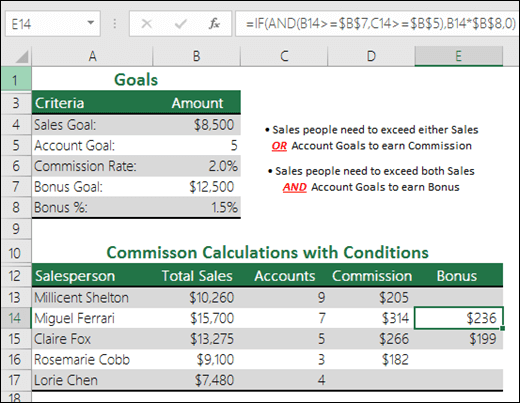 E14 fx =IF(AND(B14>=$B$7,C14>=$B$5),B14*$B$8,0)
A B C D E
1 Goals
3 Criteria Amount
4 Sales Goal: $8,500
5 Account Goal: 5
6 Commission Rate: 2.0%
7 Bonus Goal: $12,500
8 Bonus %: 1.5%
• Sales people need to exceed either Sales
OR Account Goals to earn Commission
• Sales people need to exceed both Sales
AND Account Goals to earn Bonus
9
10 Commisson Calculations with Conditions
12 Salesperson Total Sales Accounts Commission Bonus
13 Millicent Shelton $10,260 9 $205
14 Miguel Ferrari $15,700 7 $314 $236
15 Claire Fox $13,275 5 $266 $199
16 Rosemarie Cobb $9,100 3 $182
17 Lorie Chen $7,480 4
18